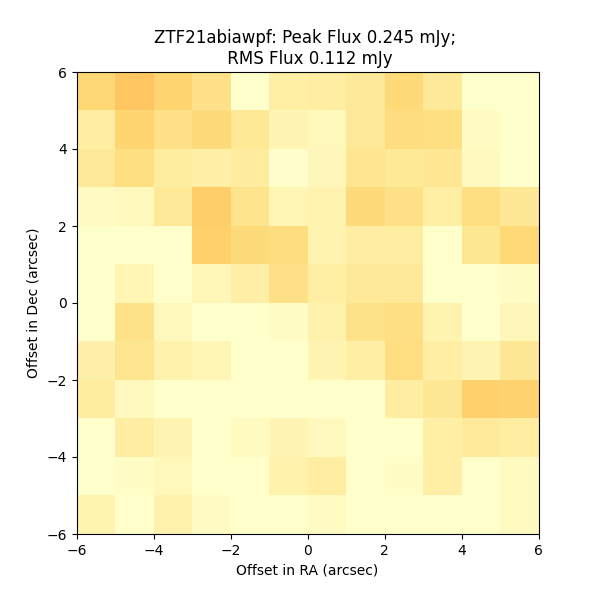 ZTF21abiawpf: Peak Flux 0.245 mJy;
RMS Flux 0.112 mJy
6
4
2
0
−2
−4
−6
Offset in Dec (arcsec)
−6 −4 −2 0 2 4 6
Offset in RA (arcsec)